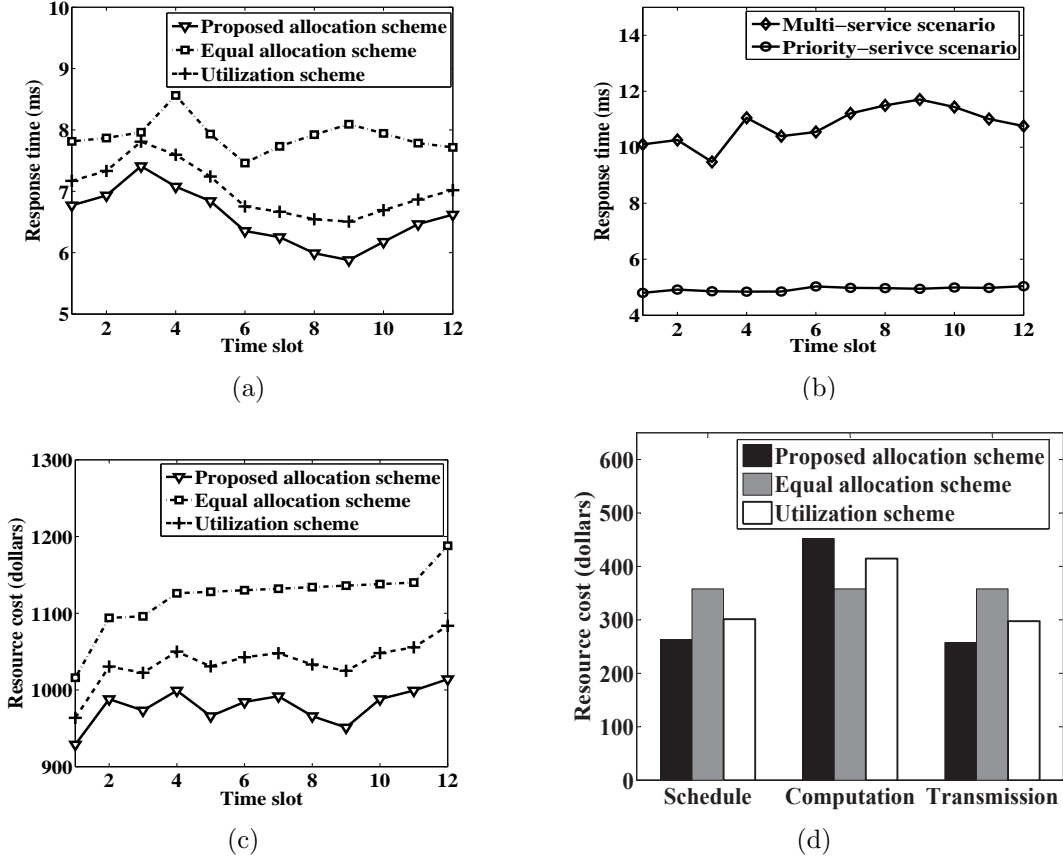 10
9
8
7
6
5
Response time (ms)
Proposed allocation scheme
Equal allocation scheme
Utilization scheme
2 4 6 8 10 12
Time slot
(a)
14
12
10
8
6
4
Response time (ms)
Multi-service scenario
Priority-serivce scenario
2 4 6 8 10 12
Time slot
(b)
1300
1200
1100
1000
900
Resource cost (dollars)
Proposed allocation scheme
Equal allocation scheme
Utilization scheme
2 4 6 8 10 12
Time slot
(c)
600
500
400
300
200
100
0
Resource cost (dollars)
Proposed allocation scheme
Equal allocation scheme
Utilization scheme
Schedule Computation Transmission
(d)